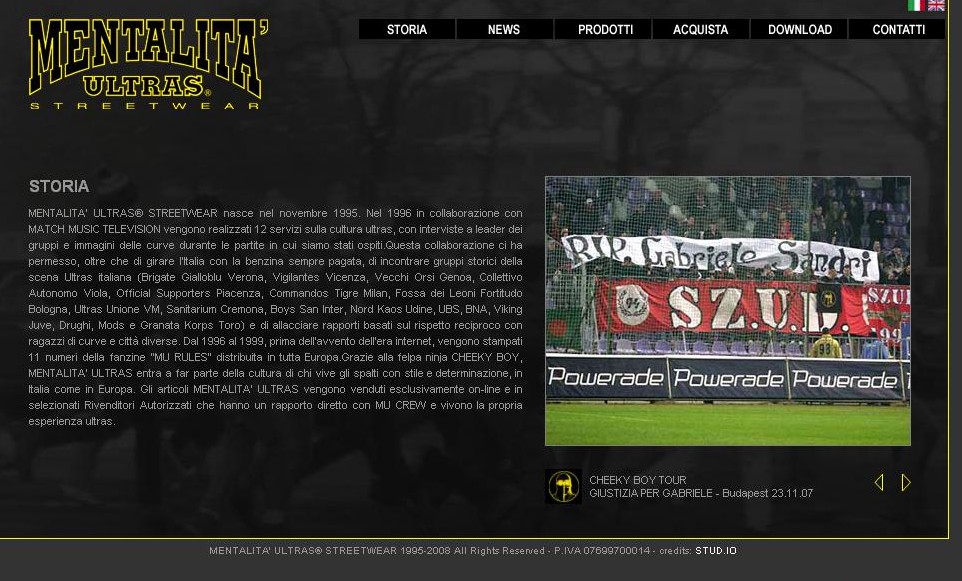 MENTALITA'
ULTRAS®
STREETWEAR
STORIA
NEWS
PRODOTTI
ACQUISTA
DOWNLOAD
CONTATTI
STORIA
MENTALITA' ULTRAS® STREETWEAR nasce nel novembre 1995. Nel 1996 in collaborazione con
MATCH MUSIC TELEVISION vengono realizzati 12 servizi sulla cultura ultras, con interviste a leader dei
gruppi e immagini delle curve durante le partite in cui siamo stati ospiti.Questa collaborazione ci ha
permesso, oltre che di girare l'Italia con la benzina sempre pagata, di incontrare gruppi storici della
scena Ultras italiana (Brigate Gialloblu Verona, Vigilantes Vicenza, Vecchi Orsi Genoa, Collettivo
Autonomo Viola, Official Supporters Piacenza, Commandos Tigre Milan, Fossa dei Leoni Fortitudo
Bologna, Ultras Unione VM, Sanitarium Cremona, Boys San Inter, Nord Kaos Udine, UBS, BNA, Viking
Juve, Drughi, Mods e Granata Korps Toro) e di allacciare rapporti basati sul rispetto reciproco con
ragazzi di curve e città diverse. Dal 1996 al 1999, prima dell'avvento dell'era internet, vengono stampati
11 numeri della fanzine "MU RULES" distribuita in tutta Europa.Grazie alla felpa ninja CHEEKY BOY,
MENTALITA' ULTRAS entra a far parte della cultura di chi vive gli spalti con stile e determinazione, in
Italia come in Europa. Gli articoli MENTALITA' ULTRAS vengono venduti esclusivamente on-line e in
selezionati Rivenditori Autorizzati che hanno un rapporto diretto con MU CREW e vivono la propria
esperienza ultras.
R.I.P. Gabriele Sandri
S.Z.U.D.
SZU
Powerade Powerade Powerade
CHEEKY BOY TOUR
GIUSTIZIA PER GABRIELE - Budapest 23.11.07
MENTALITA' ULTRAS® STREETWEAR 1995-2008 All Rights Reserved - P.IVA 07699700014 - credits: STUD.IO